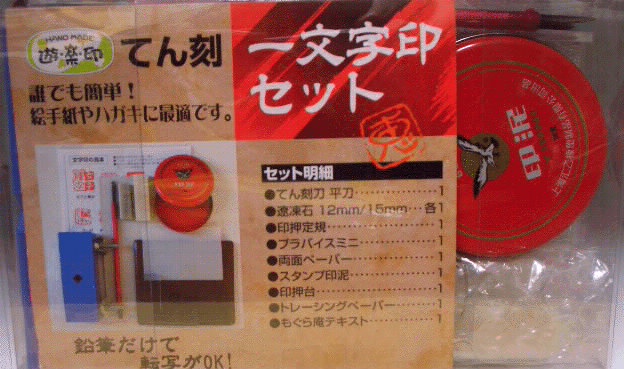 HAND MADE
遊・楽・印
てん刻
一文字印
セット
誰でも簡単!
絵手紙やハガキに最適です。
セット明細
●てん刻刀 平刀……………1
●遼凍石 12mm/15mm…各1
●印押定規……………………1
●プラバイスミニ……………1
●両面ペーパー………………1
●スタンプ印泥………………1
●印押台………………………1
●トレーシングペーパー……1
●もぐら庵テキスト…………1
鉛筆だけで
転写がOK!
印泥